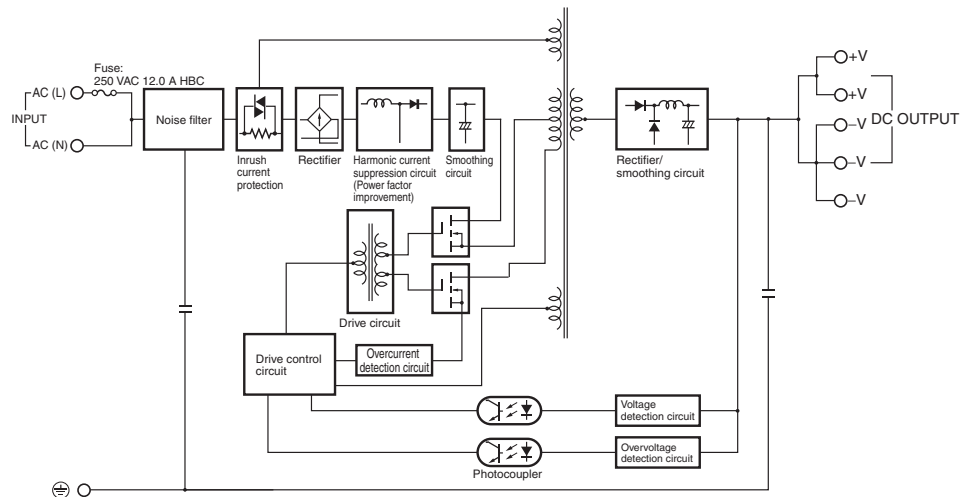 Fuse:
250 VAC 12.0 A HBC
AC (L)
INPUT
AC (N)
Noise filter
Inrush
current
protection
Rectifier
Harmonic current
suppression circuit
(Power factor
improvement)
Smoothing
circuit
Rectifier/
smoothing circuit
+V
+V
–V
–V
–V
DC OUTPUT
Drive circuit
Drive control
circuit
Overcurrent
detection circuit
Voltage
detection circuit
Overvoltage
detection circuit
Photocoupler